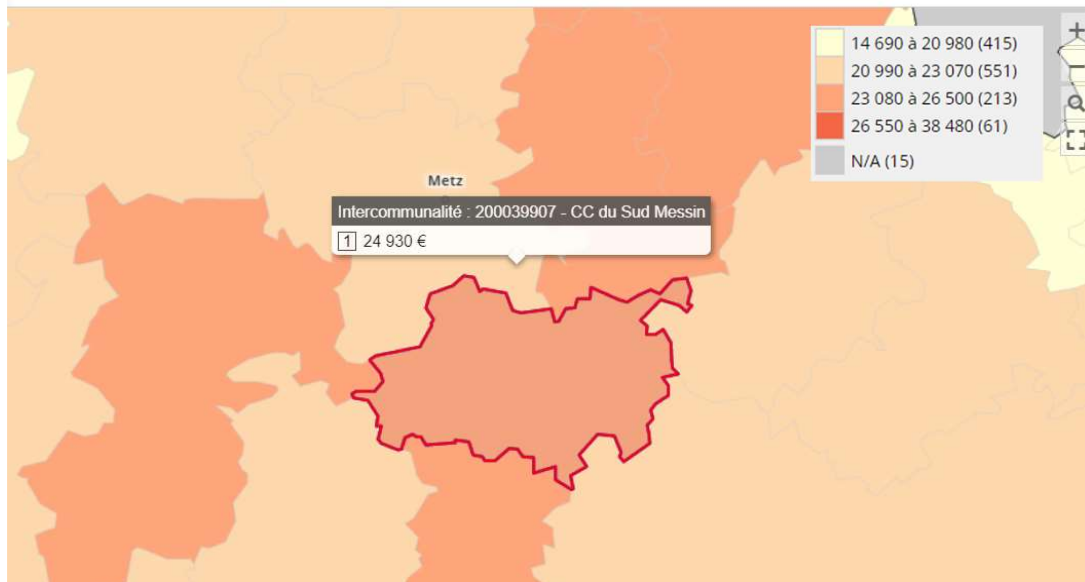 14 690 à 20 980 (415)
20 990 à 23 070 (551)
23 080 à 26 500 (213)
26 550 à 38 480 (61)
N/A (15)
Metz
Intercommunalité : 200039907 - CC du Sud Messin
1 24 930 €